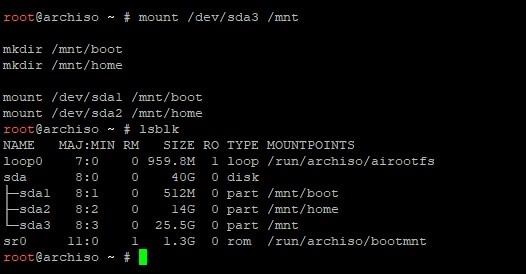 root@archiso ~ # mount /dev/sda3 /mnt
mkdir /mnt/boot
mkdir /mnt/home
mount /dev/sda1 /mnt/boot
mount /dev/sda2 /mnt/home
root@archiso ~ # lsblk
NAME   MAJ:MIN RM   SIZE RO TYPE MOUNTPOINTS
loop0    7:0    0 959.8M  1 loop /run/archiso/airootfs
sda      8:0    0    40G  0 disk
├─sda1   8:1    0   512M  0 part /mnt/boot
├─sda2   8:2    0    14G  0 part /mnt/home
└─sda3   8:3    0  25.5G  0 part /mnt
sr0     11:0    1   1.3G  0 rom  /run/archiso/bootmnt
root@archiso ~ #